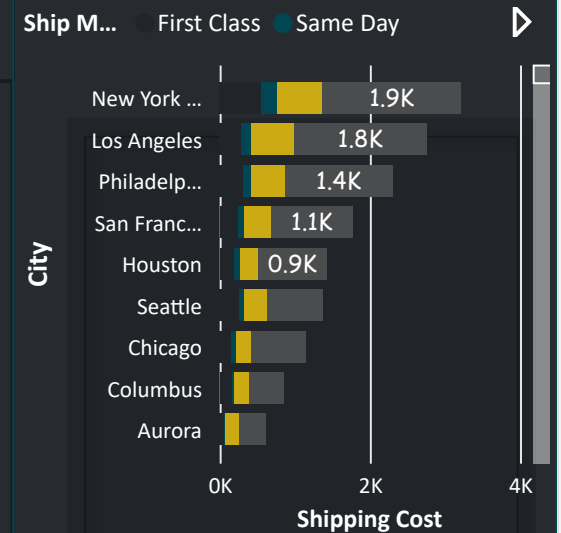 Ship M... First Class Same Day
New York ... 1.9K
Los Angeles 1.8K
Philadelp... 1.4K
San Franc... 1.1K
Houston 0.9K
Seattle
Chicago
Columbus
Aurora
City
0K 2K 4K
Shipping Cost